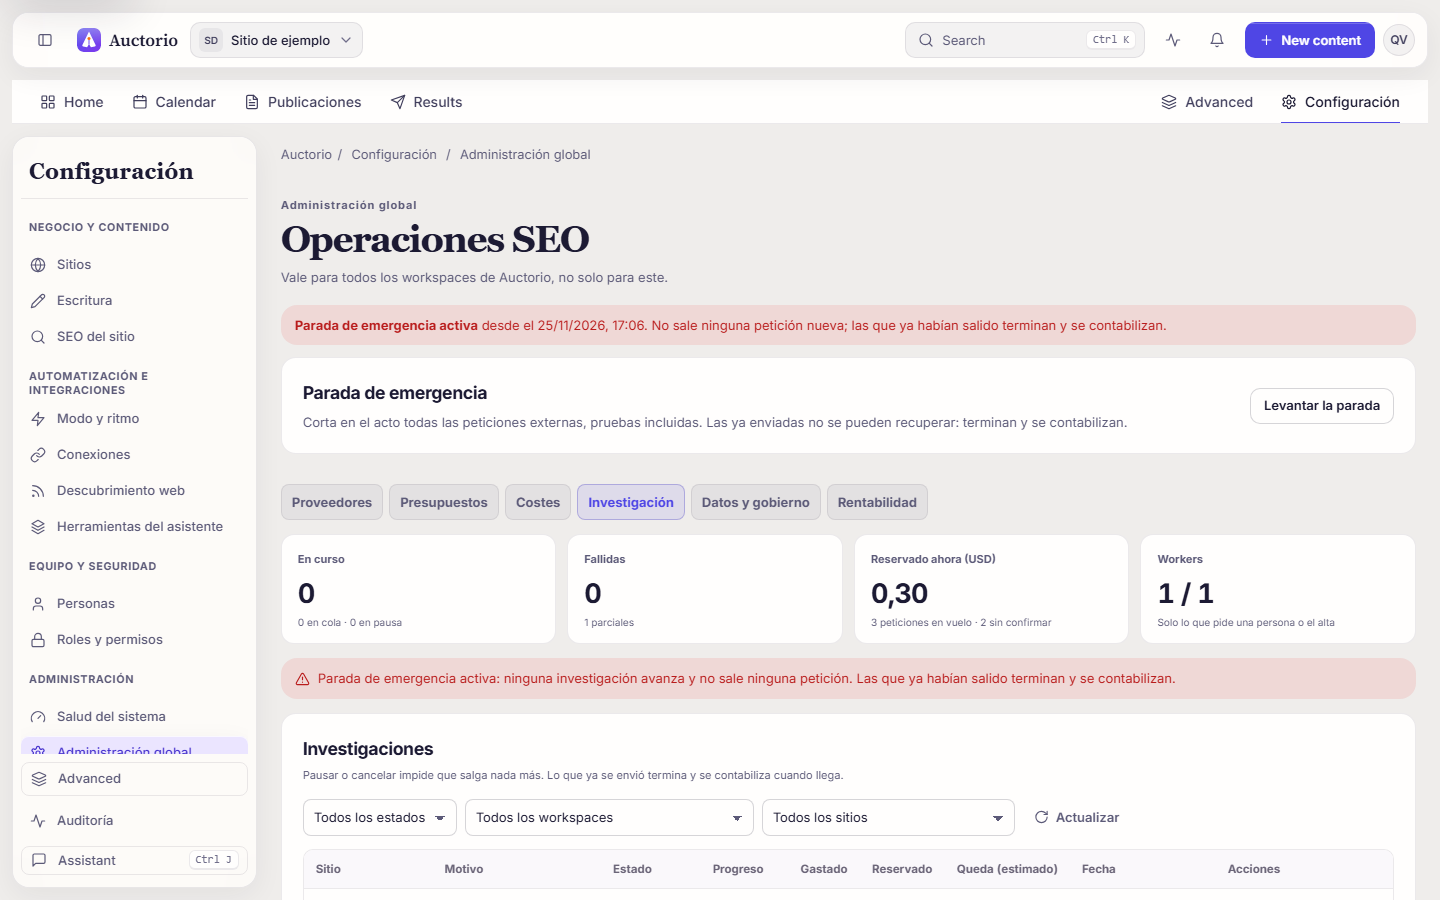 Auctorio
SD Sitio de ejemplo
Search Ctrl K
New content
QV
Home Calendar Publicaciones Results Advanced Configuración
Configuración
NEGOCIO Y CONTENIDO
Sitios
Escritura
SEO del sitio
AUTOMATIZACIÓN E
INTEGRACIONES
Modo y ritmo
Conexiones
Descubrimiento web
Herramientas del asistente
EQUIPO Y SEGURIDAD
Personas
Roles y permisos
ADMINISTRACIÓN
Salud del sistema
Administración global
Advanced
Auditoría
Assistant Ctrl J
Auctorio / Configuración / Administración global
Administración global
Operaciones SEO
Vale para todos los workspaces de Auctorio, no solo para este.
Parada de emergencia activa desde el 25/11/2026, 17:06. No sale ninguna petición nueva; las que ya habían salido terminan y se contabilizan.
Parada de emergencia
Corta en el acto todas las peticiones externas, pruebas incluidas. Las ya enviadas no se pueden recuperar: terminan y se contabilizan.
Levantar la parada
Proveedores Presupuestos Costes Investigación Datos y gobierno Rentabilidad
En curso
0
0 en cola · 0 en pausa
Fallidas
0
1 parciales
Reservado ahora (USD)
0,30
3 peticiones en vuelo · 2 sin confirmar
Workers
1 / 1
Solo lo que pide una persona o el alta
Parada de emergencia activa: ninguna investigación avanza y no sale ninguna petición. Las que ya habían salido terminan y se contabilizan.
Investigaciones
Pausar o cancelar impide que salga nada más. Lo que ya se envió termina y se contabiliza cuando llega.
Todos los estados Todos los workspaces Todos los sitios Actualizar
Sitio Motivo Estado Progreso Gastado Reservado Queda (estimado) Fecha Acciones